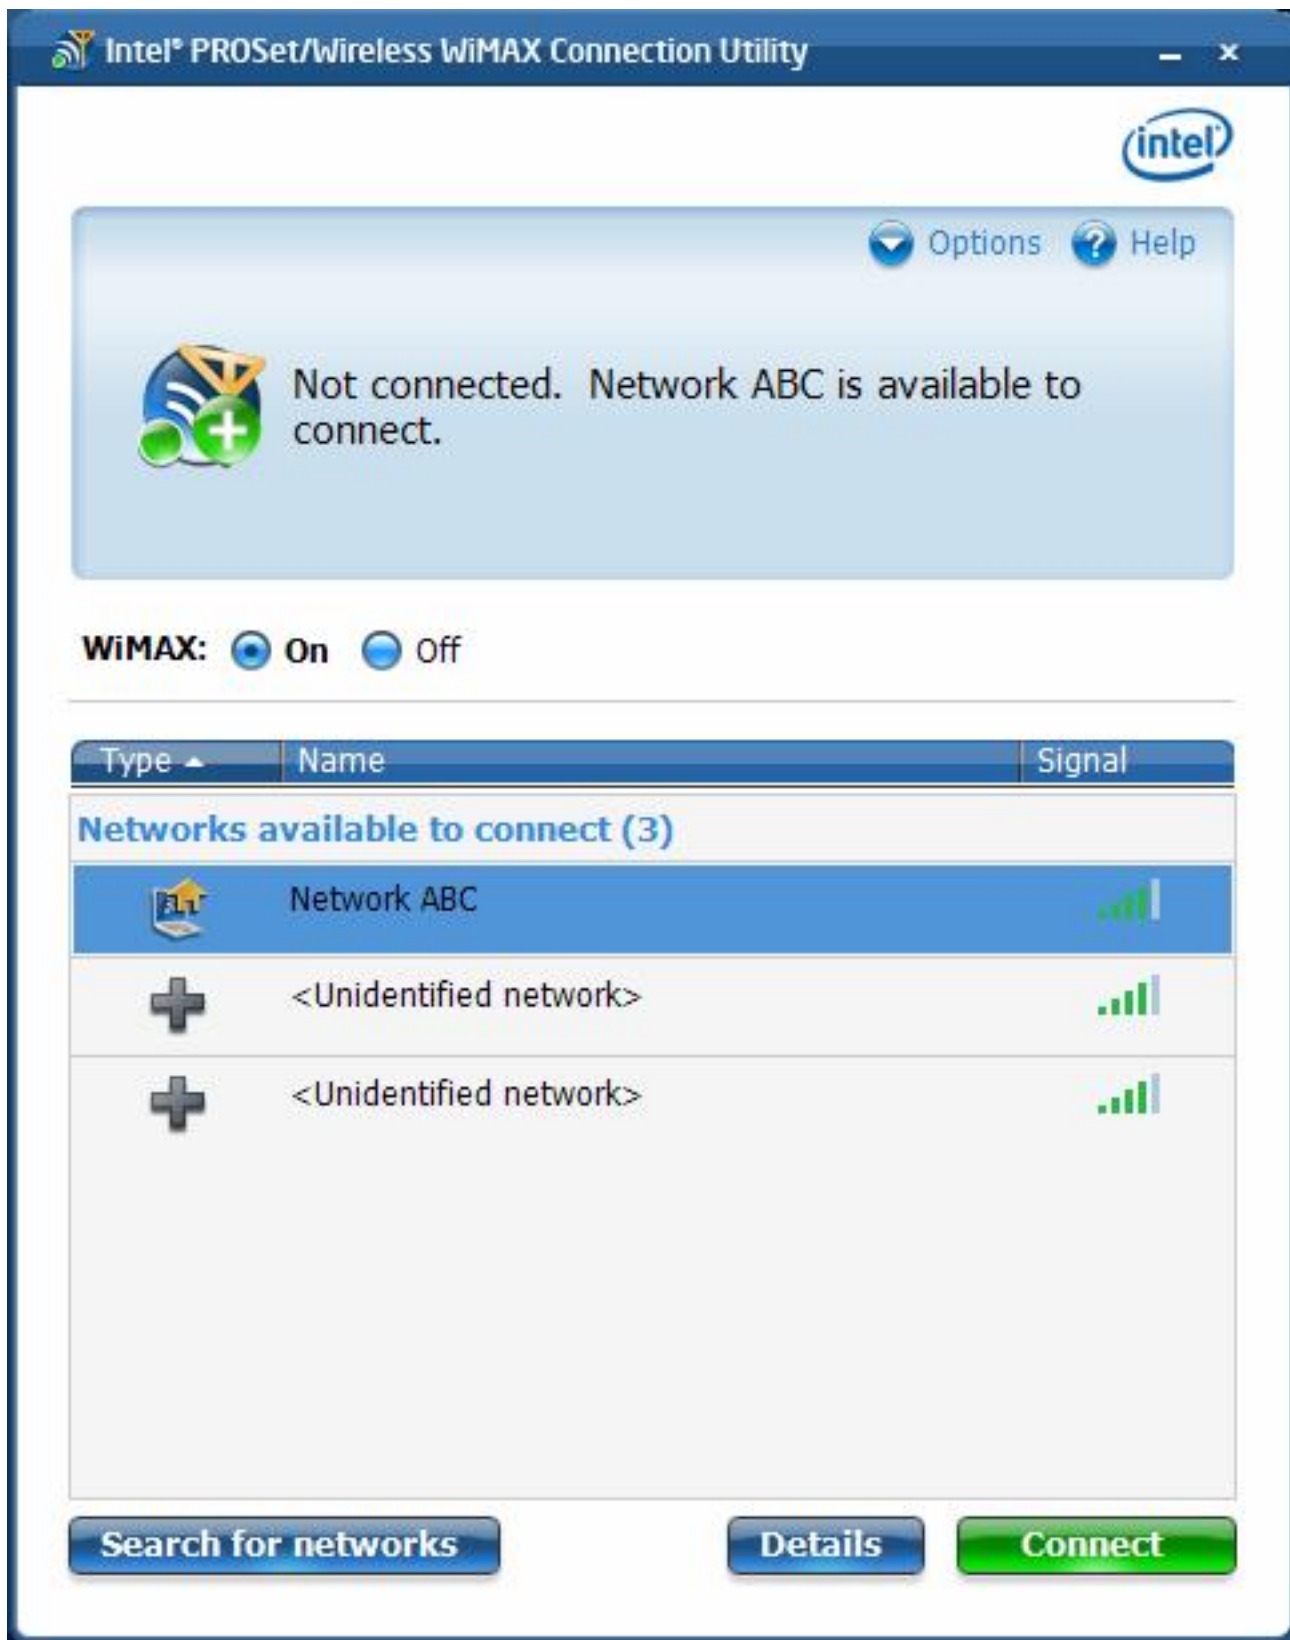 Intel® PROSet/Wireless WiMAX Connection Utility
intel
Options Help
Not connected. Network ABC is available to
connect.
WiMAX: On Off
Type Name Signal
Networks available to connect (3)
Network ABC
<Unidentified network>
<Unidentified network>
Search for networks Details Connect